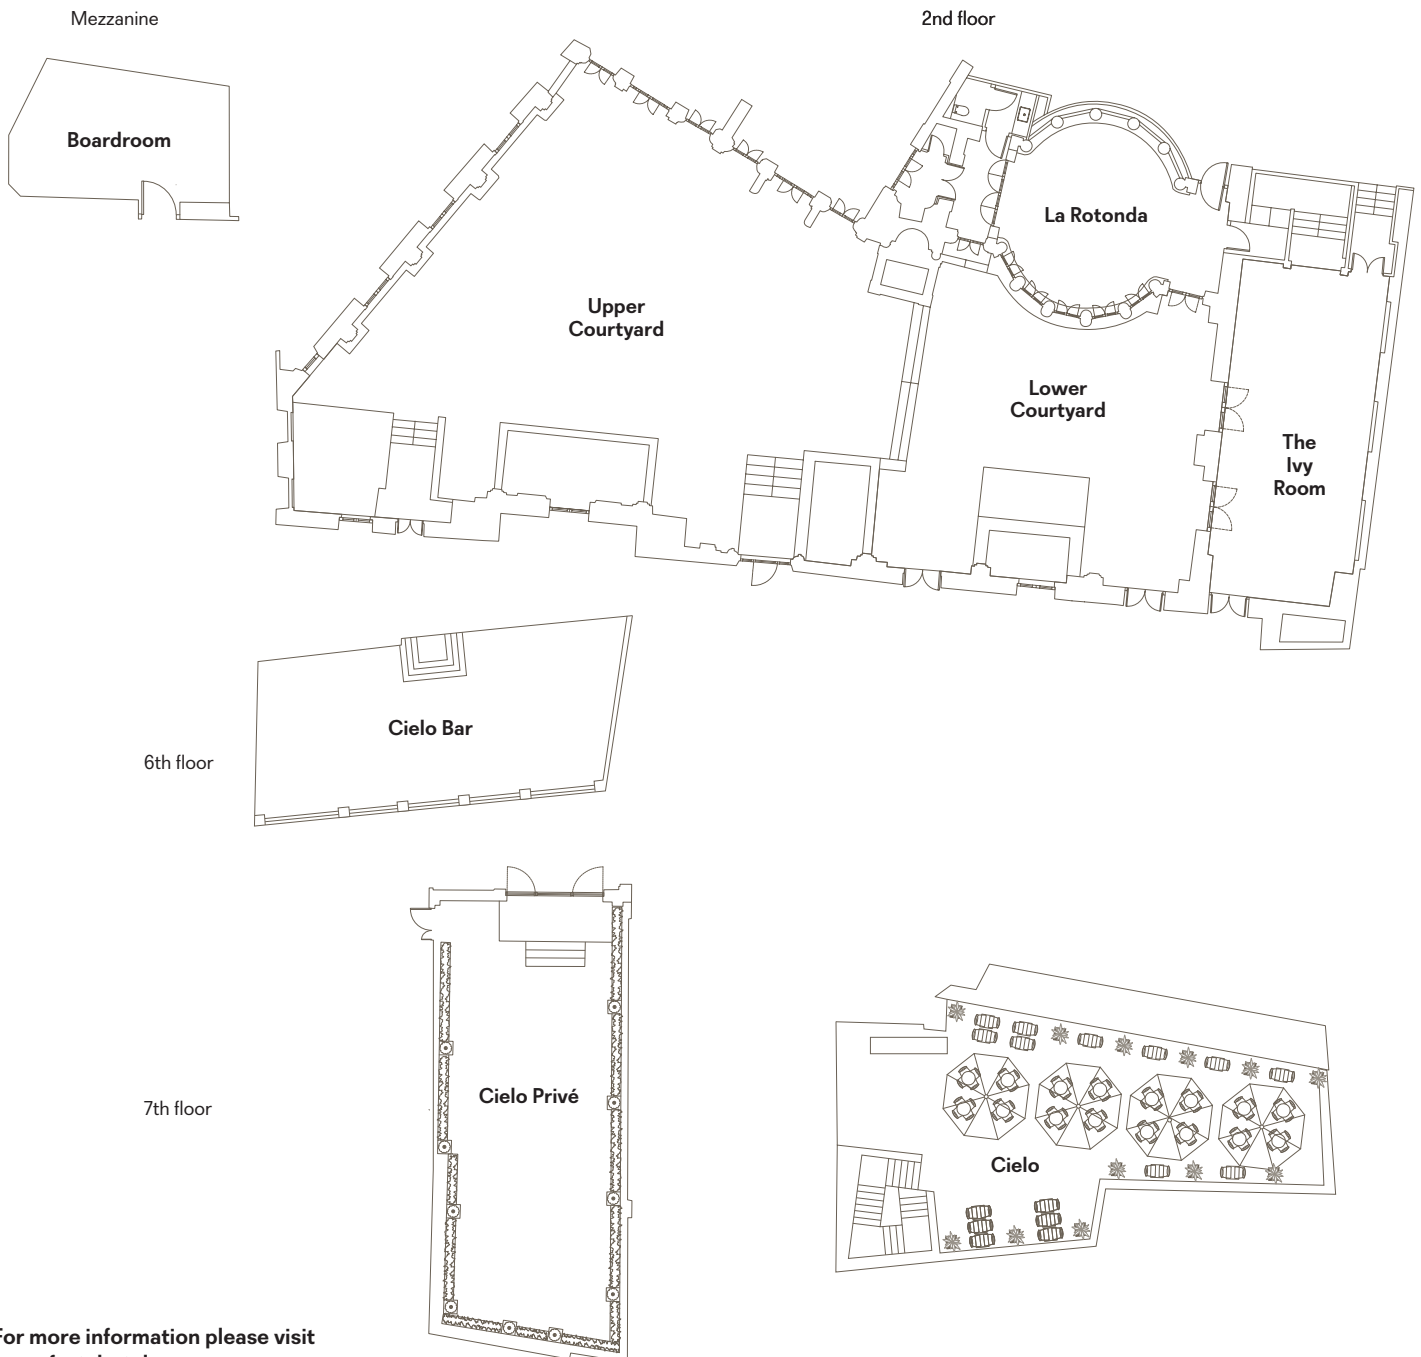 Mezzanine
2nd floor
Boardroom
La Rotonda
Upper
Courtyard
Lower
Courtyard
The
Ivy
Room
Cielo Bar
6th floor
Cielo Privé
7th floor
Cielo
For more information please visit